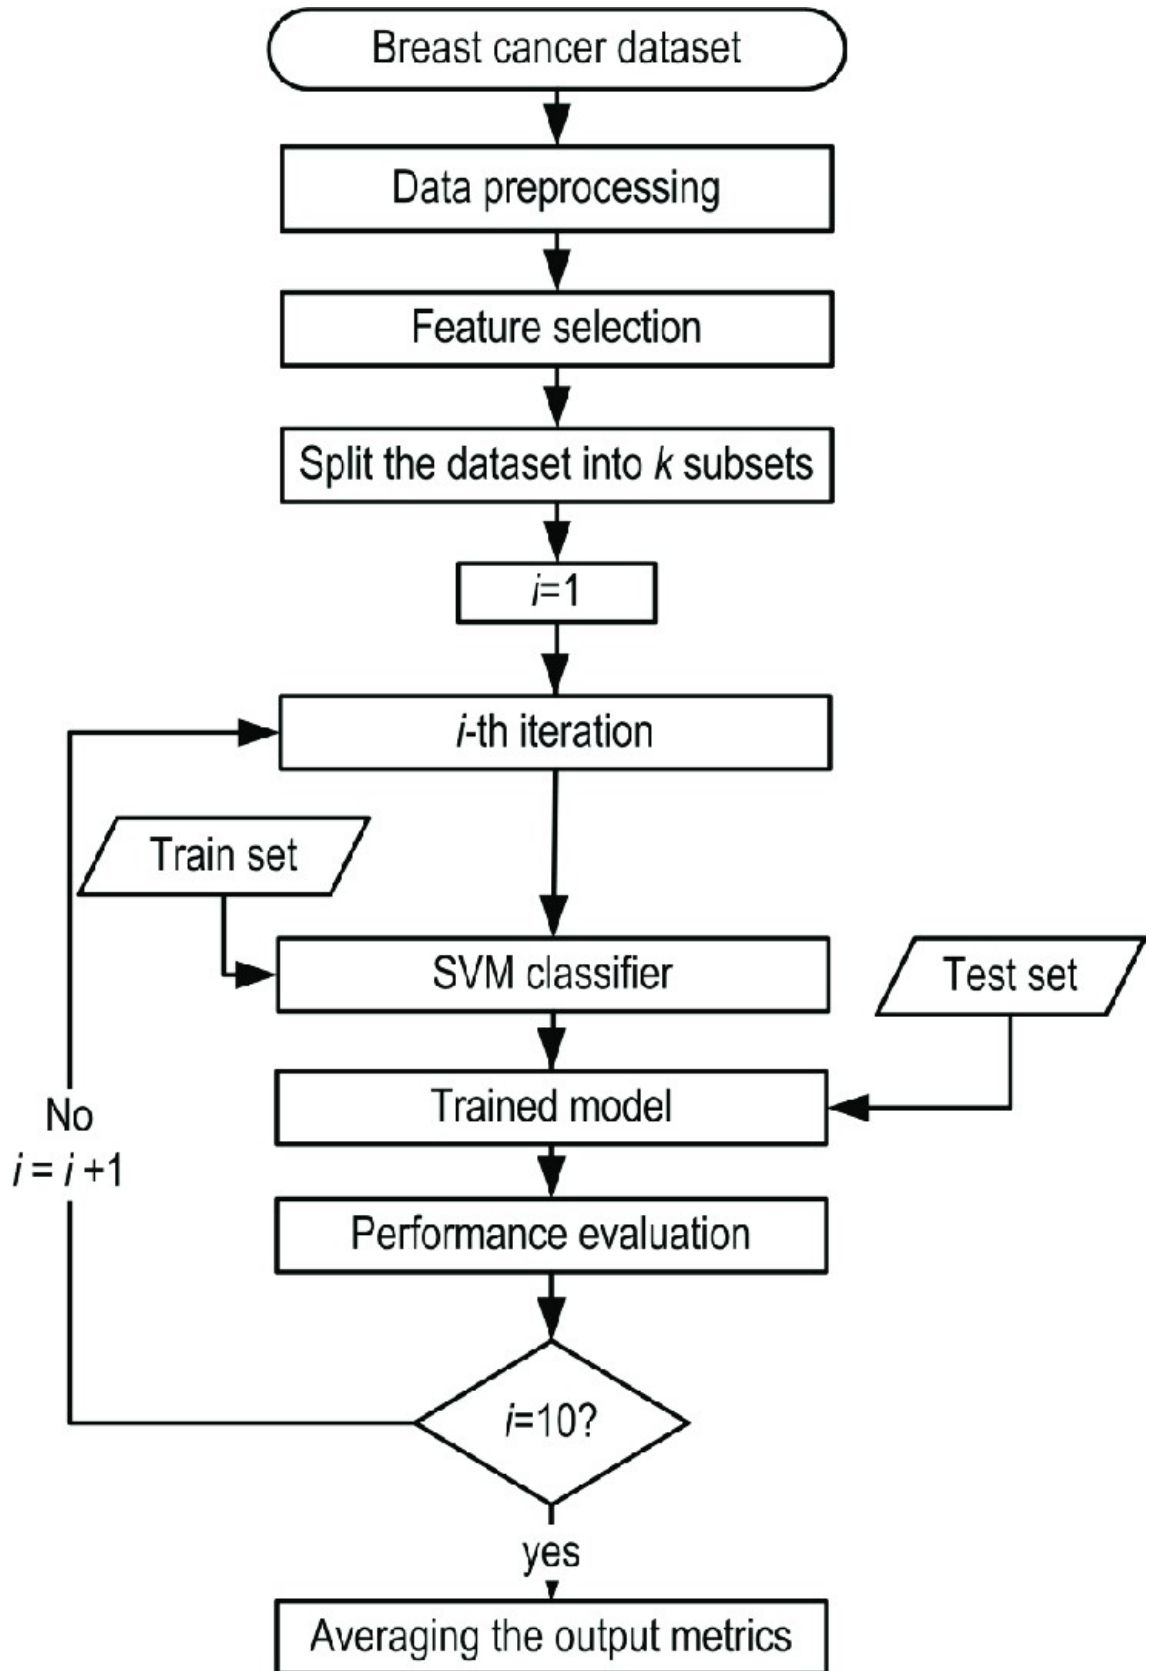 Breast cancer dataset
Data preprocessing
Feature selection
Split the dataset into k subsets
i=1
i-th iteration
Train set
SVM classifier
Test set
Trained model
No
i = i +1
Performance evaluation
i=10?
yes
Averaging the output metrics